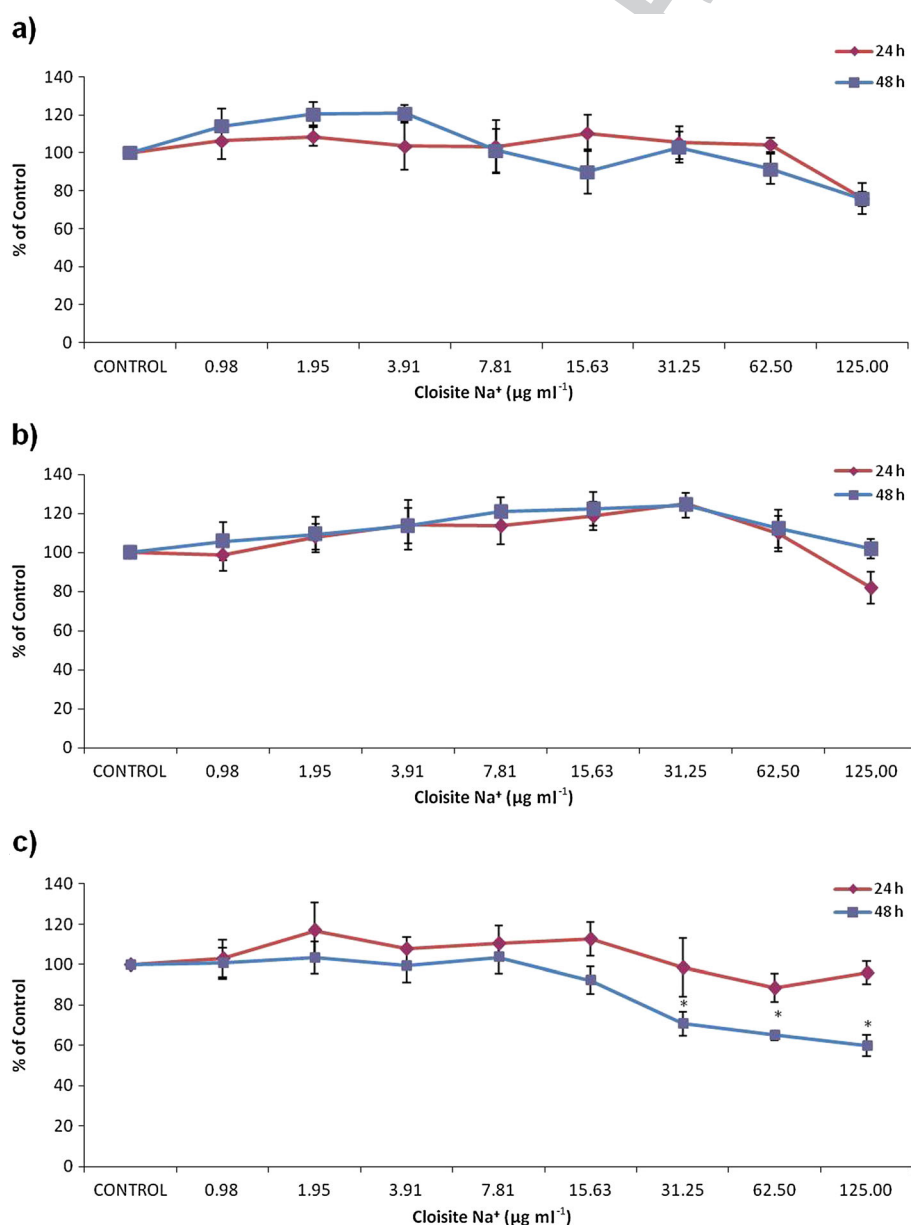 a)
24 h
48 h
% of Control
140
120
100
80
60
40
20
0
CONTROL 0.98 1.95 3.91 7.81 15.63 31.25 62.50 125.00
Cloisite Na⁺ (µg ml⁻¹)
b)
24 h
48 h
% of Control
140
120
100
80
60
40
20
0
CONTROL 0.98 1.95 3.91 7.81 15.63 31,25 62.50 125.00
Cloisite Na⁺ (µg ml⁻¹)
c)
24 h
48 h
% of Control
140
120
100
80
60
40
20
0
* * *
CONTROL 0.98 1.95 3.91 7.81 15.63 31.25 62.50 125.00
Cloisite Na⁺ (µg ml⁻¹)